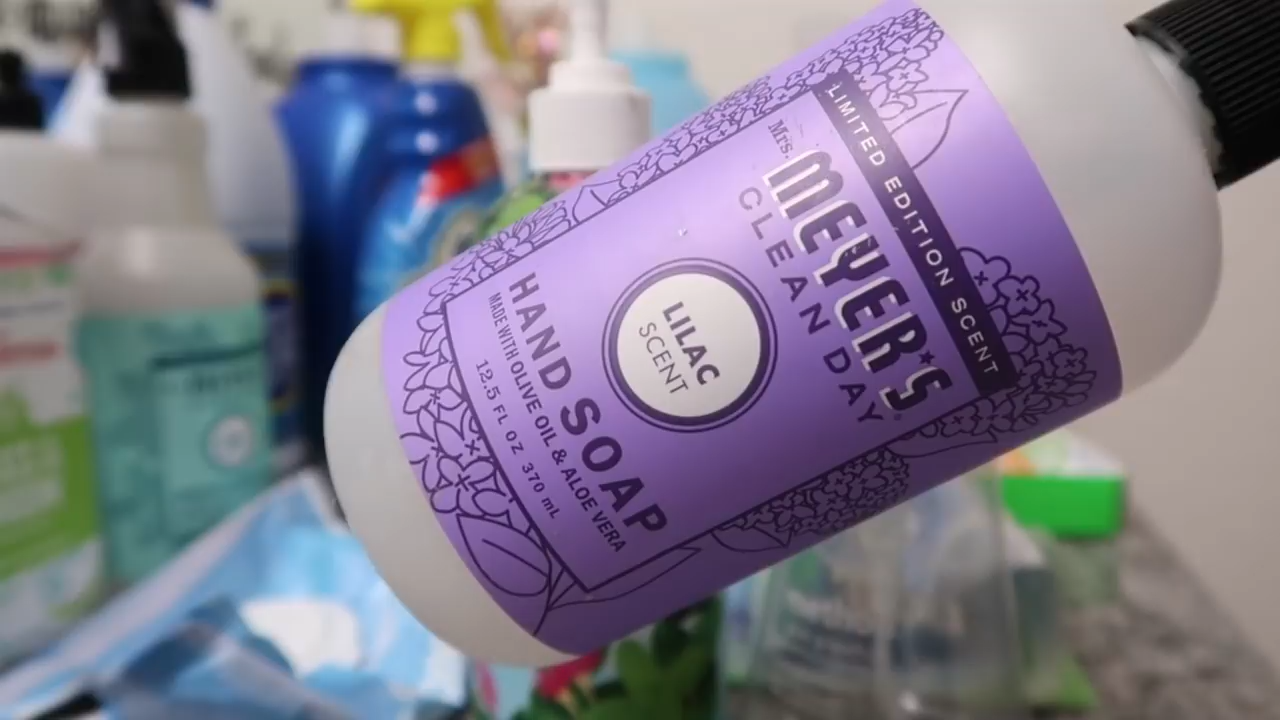 LIMITED EDITION SCENT
Mrs.
MEYER'S
CLEAN DAY
LILAC
SCENT
HAND SOAP
MADE WITH OLIVE OIL & ALOE VERA
12.5 FL OZ 370 mL